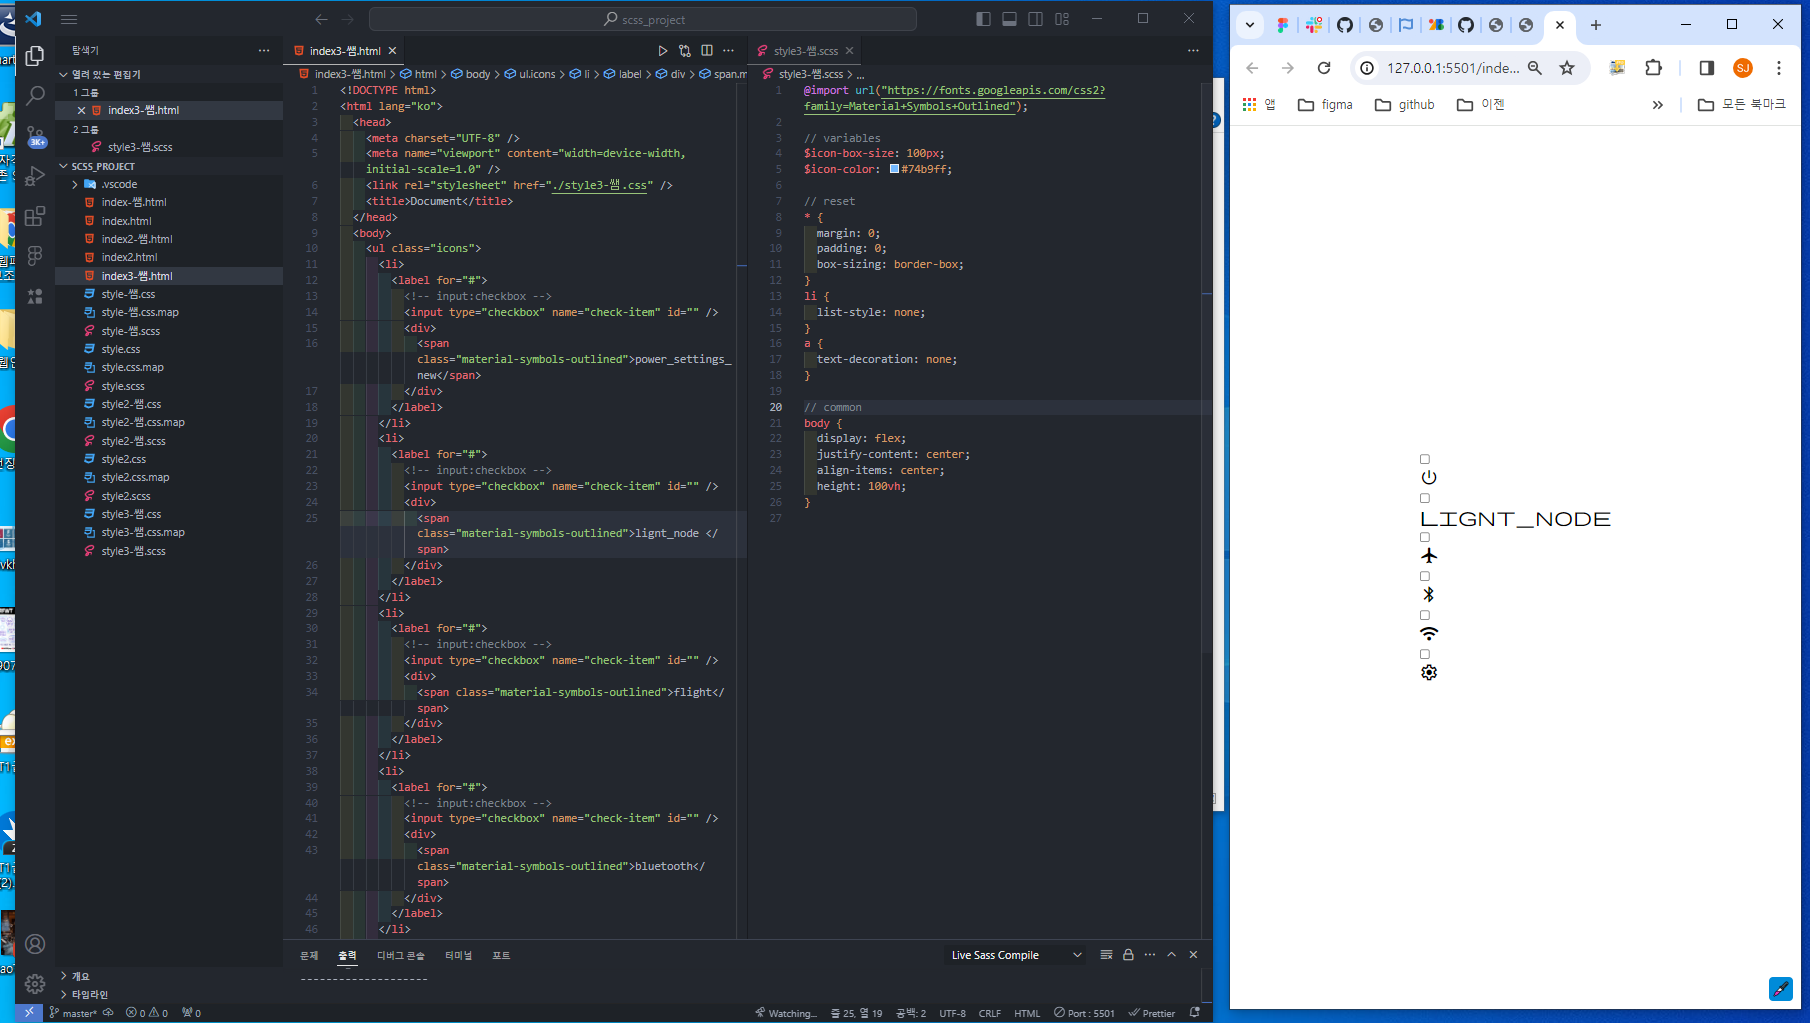 scss_project
탐색기
열려 있는 편집기
1 그룹
index3-쌤.html
2 그룹
style3-쌤.scss
SCSS_PROJECT
.vscode
index-쌤.html
index.html
index2-쌤.html
index2.html
index3-쌤.html
style-쌤.css
style-쌤.css.map
style-쌤.scss
style.css
style.css.map
style.scss
style2-쌤.css
style2-쌤.css.map
style2-쌤.scss
style2.css
style2.css.map
style2.scss
style3-쌤.css
style3-쌤.css.map
style3-쌤.scss
개요
타임라인
3K+
index3-쌤.html
index3-쌤.html > html > body > ul.icons > li > label > div > span.m
1 <!DOCTYPE html>
2 <html lang="ko">
3 <head>
4 <meta charset="UTF-8" />
5 <meta name="viewport" content="width=device-width,
initial-scale=1.0" />
6 <link rel="stylesheet" href="./style3-쌤.css" />
7 <title>Document</title>
8 </head>
9 <body>
10 <ul class="icons">
11 <li>
12 <label for="#">
13 <!-- input:checkbox -->
14 <input type="checkbox" name="check-item" id="" />
15 <div>
16 <span
class="material-symbols-outlined">power_settings_
new</span>
17 </div>
18 </label>
19 </li>
20 <li>
21 <label for="#">
22 <!-- input:checkbox -->
23 <input type="checkbox" name="check-item" id="" />
24 <div>
25 <span
class="material-symbols-outlined">lignt_node </
span>
26 </div>
27 </label>
28 </li>
29 <li>
30 <label for="#">
31 <!-- input:checkbox -->
32 <input type="checkbox" name="check-item" id="" />
33 <div>
34 <span class="material-symbols-outlined">flight</
span>
35 </div>
36 </label>
37 </li>
38 <li>
39 <label for="#">
40 <!-- input:checkbox -->
41 <input type="checkbox" name="check-item" id="" />
42 <div>
43 <span
class="material-symbols-outlined">bluetooth</
span>
44 </div>
45 </label>
46 </li>
style3-쌤.scss
style3-쌤.scss > ...
1 @import url("https://fonts.googleapis.com/css2?
family=Material+Symbols+Outlined");
2
3 // variables
4 $icon-box-size: 100px;
5 $icon-color: #74b9ff;
6
7 // reset
8 * {
9 margin: 0;
10 padding: 0;
11 box-sizing: border-box;
12 }
13 li {
14 list-style: none;
15 }
16 a {
17 text-decoration: none;
18 }
19
20 // common
21 body {
22 display: flex;
23 justify-content: center;
24 align-items: center;
25 height: 100vh;
26 }
27
문제 출력 디버그 콘솔 터미널 포트
Live Sass Compile
--------------------
master* 0 0 0
Watching... 줄 25, 열 19 공백: 2 UTF-8 CRLF HTML Port : 5501 Prettier
127.0.0.1:5501/inde...
SJ
앱 figma github 이젠 모든 북마크
LIGNT_NODE